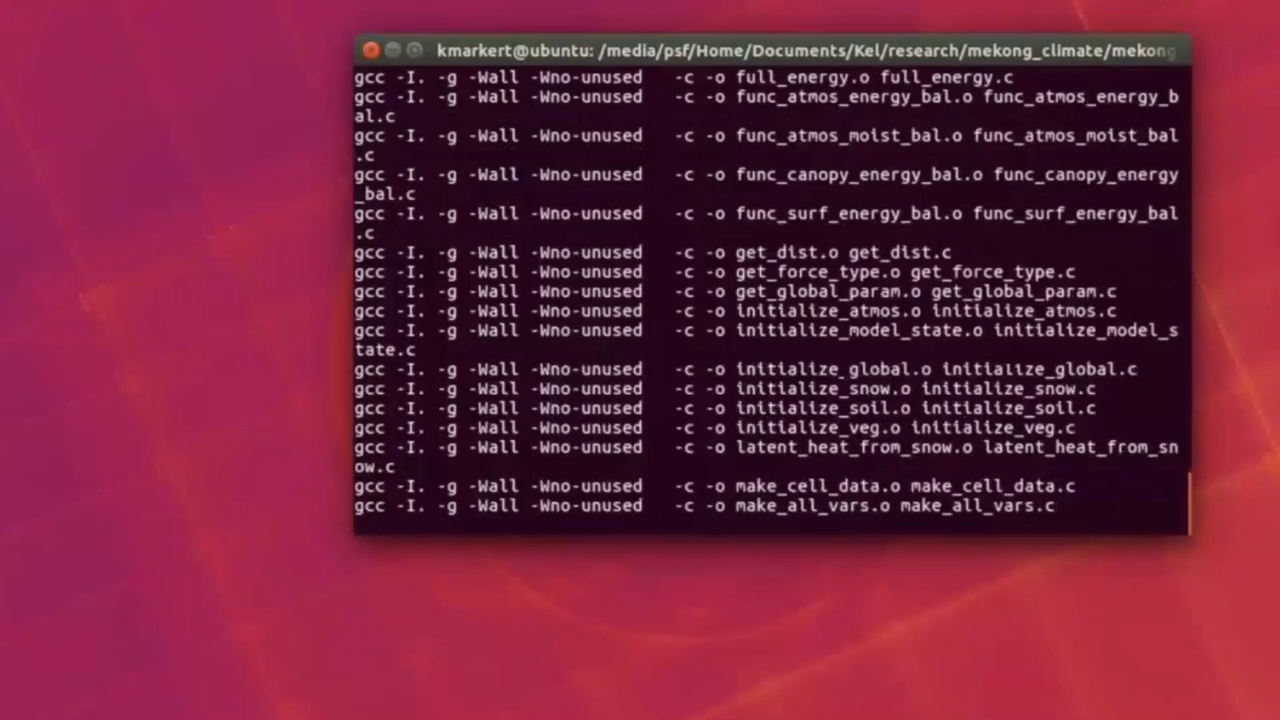 kmarkert@ubuntu: /media/psf/Home/Documents/Kel/research/mekong_climate/mekong
gcc -I. -g -Wall -Wno-unused   -c -o full_energy.o full_energy.c
gcc -I. -g -Wall -Wno-unused   -c -o func_atmos_energy_bal.o func_atmos_energy_b
al.c
gcc -I. -g -Wall -Wno-unused   -c -o func_atmos_moist_bal.o func_atmos_moist_bal
.c
gcc -I. -g -Wall -Wno-unused   -c -o func_canopy_energy_bal.o func_canopy_energy
_bal.c
gcc -I. -g -Wall -Wno-unused   -c -o func_surf_energy_bal.o func_surf_energy_bal
.c
gcc -I. -g -Wall -Wno-unused   -c -o get_dist.o get_dist.c
gcc -I. -g -Wall -Wno-unused   -c -o get_force_type.o get_force_type.c
gcc -I. -g -Wall -Wno-unused   -c -o get_global_param.o get_global_param.c
gcc -I. -g -Wall -Wno-unused   -c -o initialize_atmos.o initialize_atmos.c
gcc -I. -g -Wall -Wno-unused   -c -o initialize_model_state.o initialize_model_s
tate.c
gcc -I. -g -Wall -Wno-unused   -c -o initialize_global.o initialize_global.c
gcc -I. -g -Wall -Wno-unused   -c -o initialize_snow.o initialize_snow.c
gcc -I. -g -Wall -Wno-unused   -c -o initialize_soil.o initialize_soil.c
gcc -I. -g -Wall -Wno-unused   -c -o initialize_veg.o initialize_veg.c
gcc -I. -g -Wall -Wno-unused   -c -o latent_heat_from_snow.o latent_heat_from_sn
ow.c
gcc -I. -g -Wall -Wno-unused   -c -o make_cell_data.o make_cell_data.c
gcc -I. -g -Wall -Wno-unused   -c -o make_all_vars.o make_all_vars.c